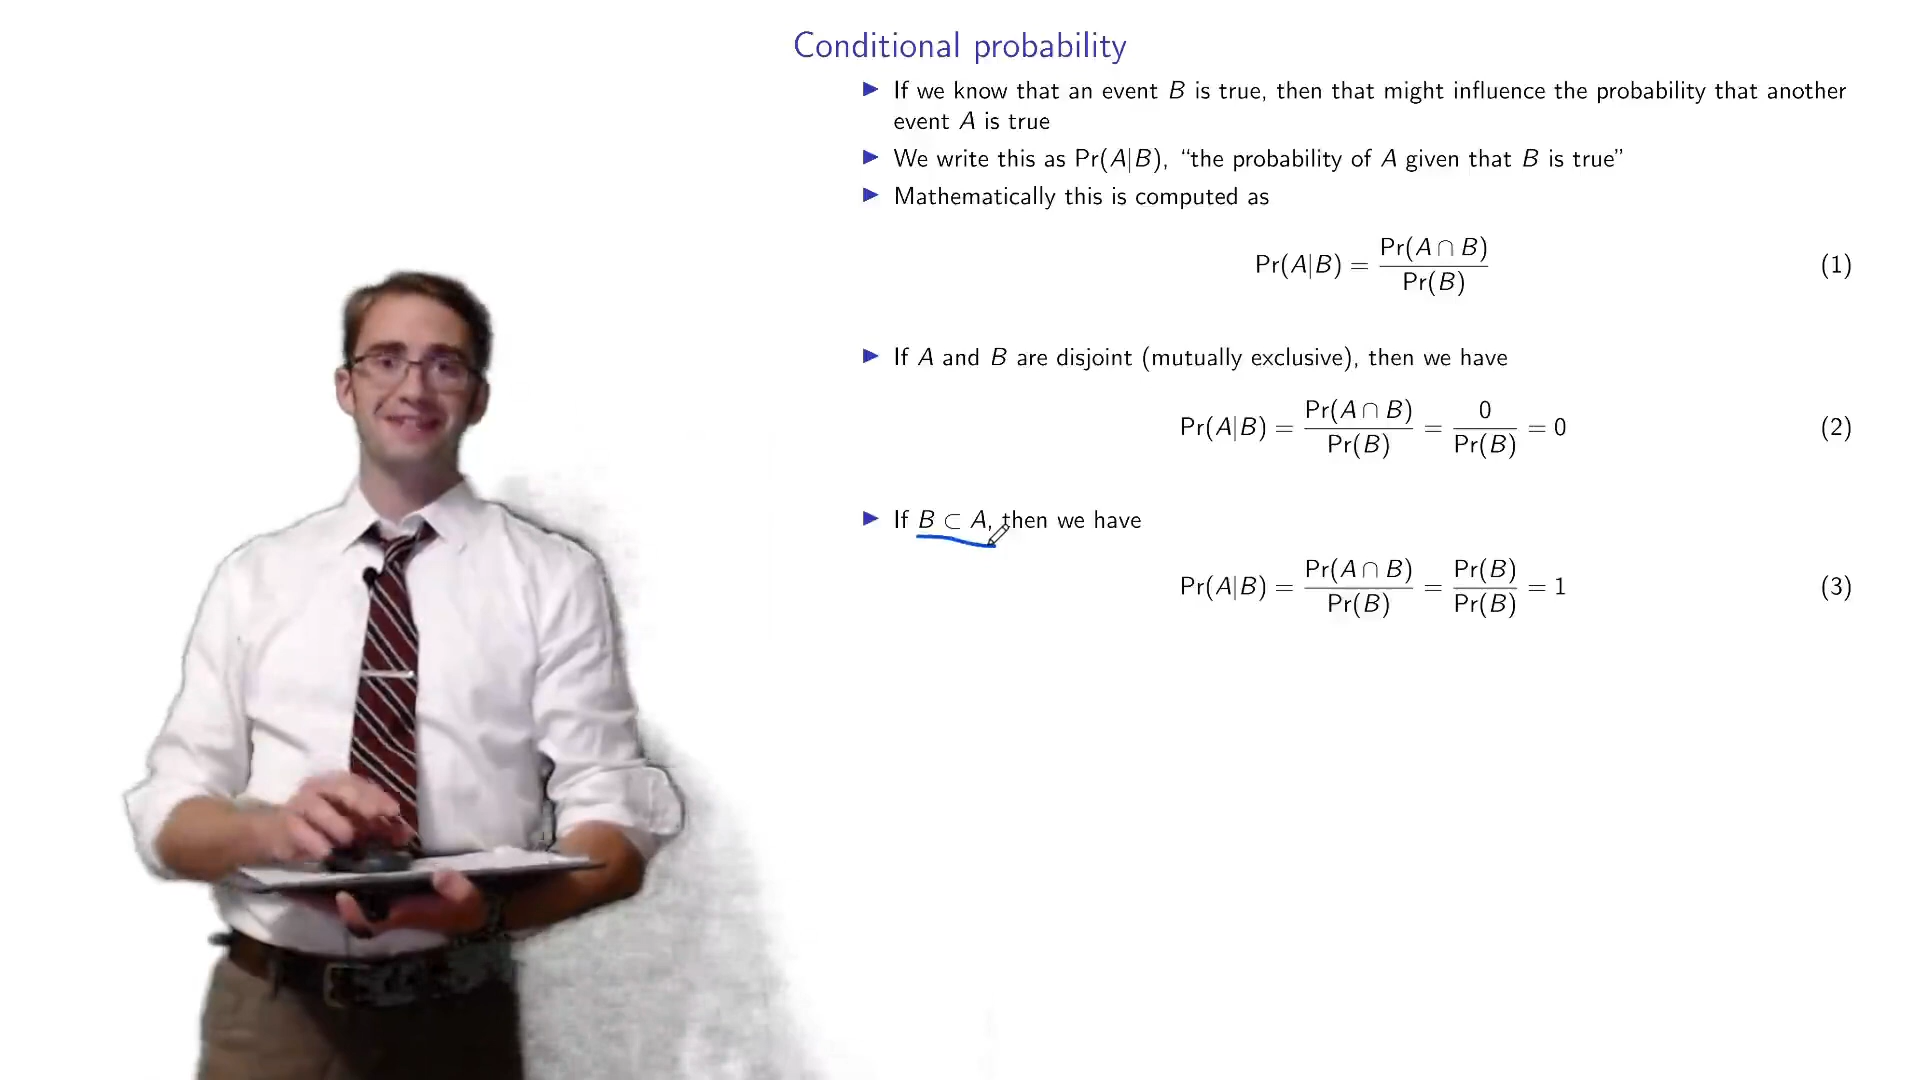 Conditional probability
▶ If we know that an event B is true, then that might influence the probability that another
event A is true
▶ We write this as Pr(A|B), “the probability of A given that B is true”
▶ Mathematically this is computed as
Pr(A|B) = Pr(A ∩ B) / Pr(B) (1)
▶ If A and B are disjoint (mutually exclusive), then we have
Pr(A|B) = Pr(A ∩ B) / Pr(B) = 0 / Pr(B) = 0 (2)
▶ If B ⊂ A, then we have
Pr(A|B) = Pr(A ∩ B) / Pr(B) = Pr(B) / Pr(B) = 1 (3)